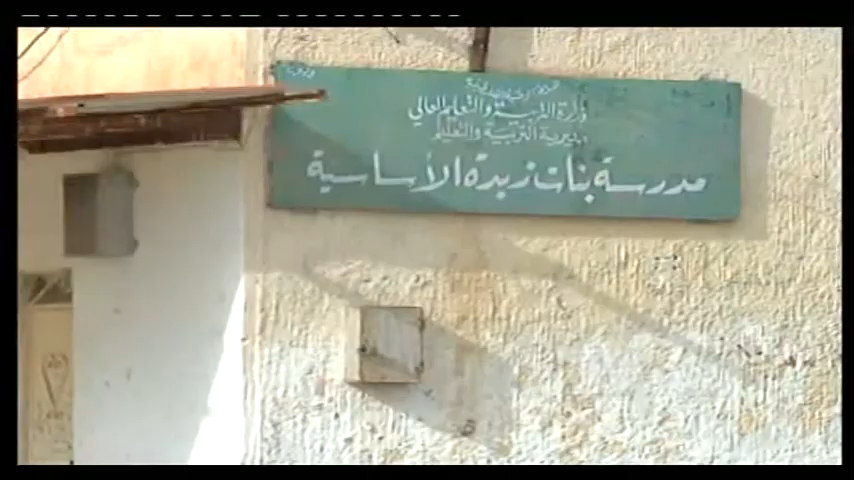 وزارة التربية والتعليم العالي
مديرية التربية والتعليم
مدرسة بنات زبدة الأساسية